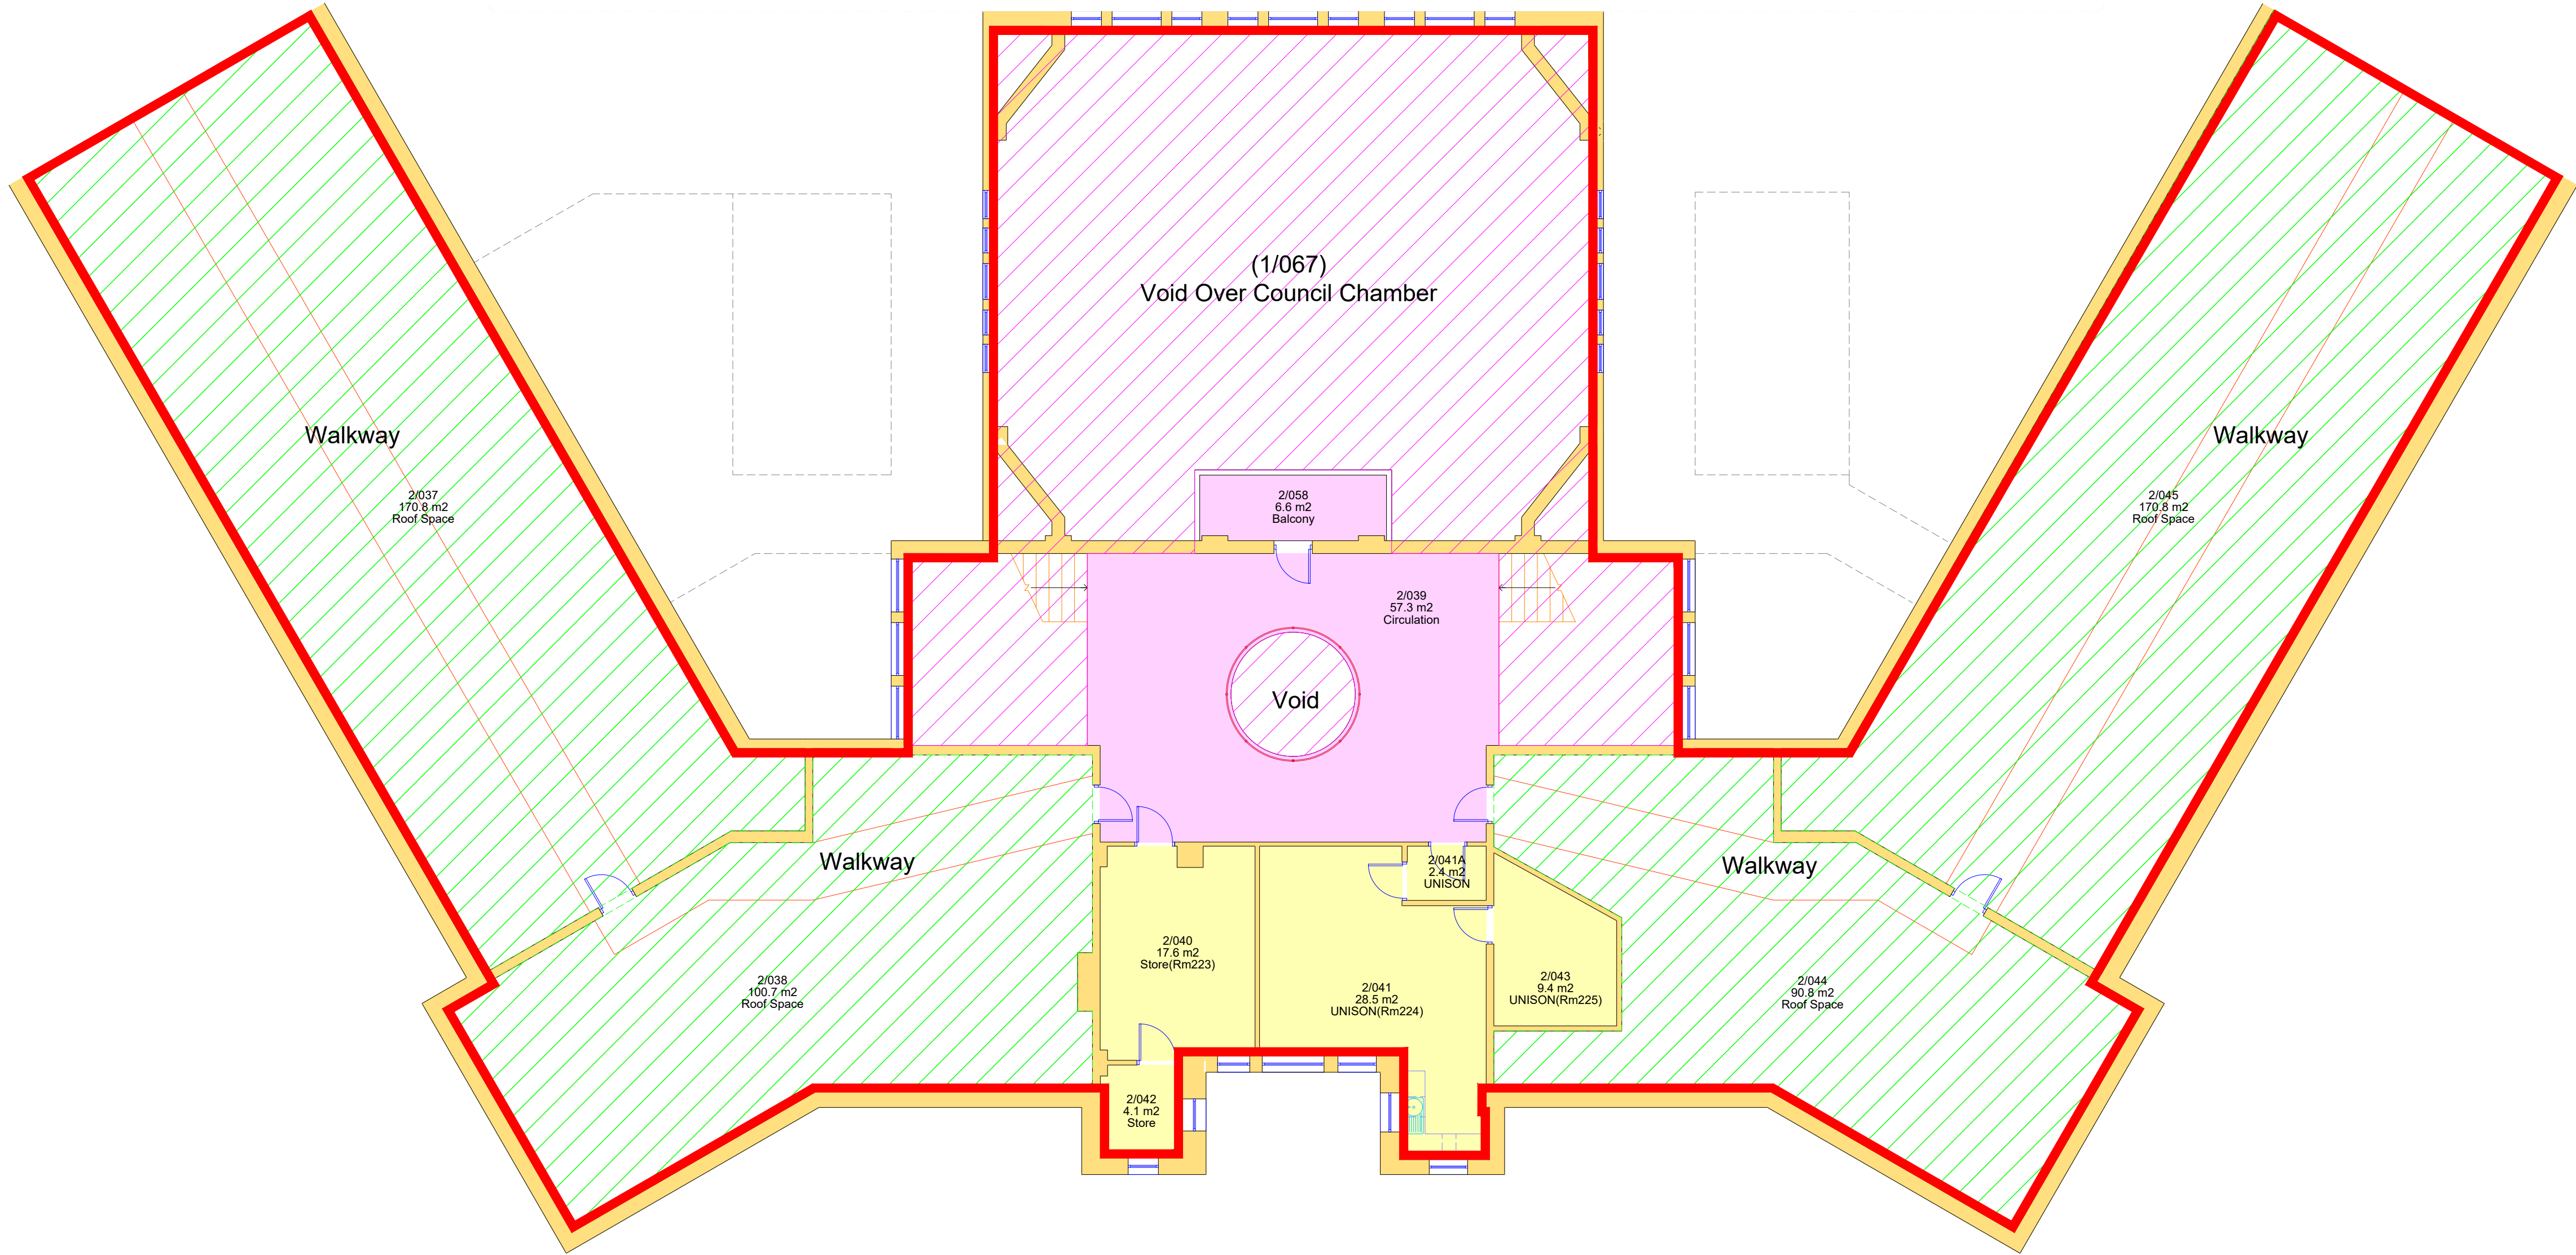 (1/067)
Void Over Council Chamber
Walkway
Walkway
2/037
170.8 m2
Roof Space
2/058
6.6 m2
Balcony
2/045
170.8 m2
Roof Space
2/039
57.3 m2
Circulation
Void
Walkway
Walkway
2/041A
2.4 m2
UNISON
2/040
17.6 m2
Store(Rm223)
2/038
100.7 m2
Roof Space
2/041
28.5 m2
UNISON(Rm224)
2/043
9.4 m2
UNISON(Rm225)
2/044
90.8 m2
Roof Space
2/042
4.1 m2
Store